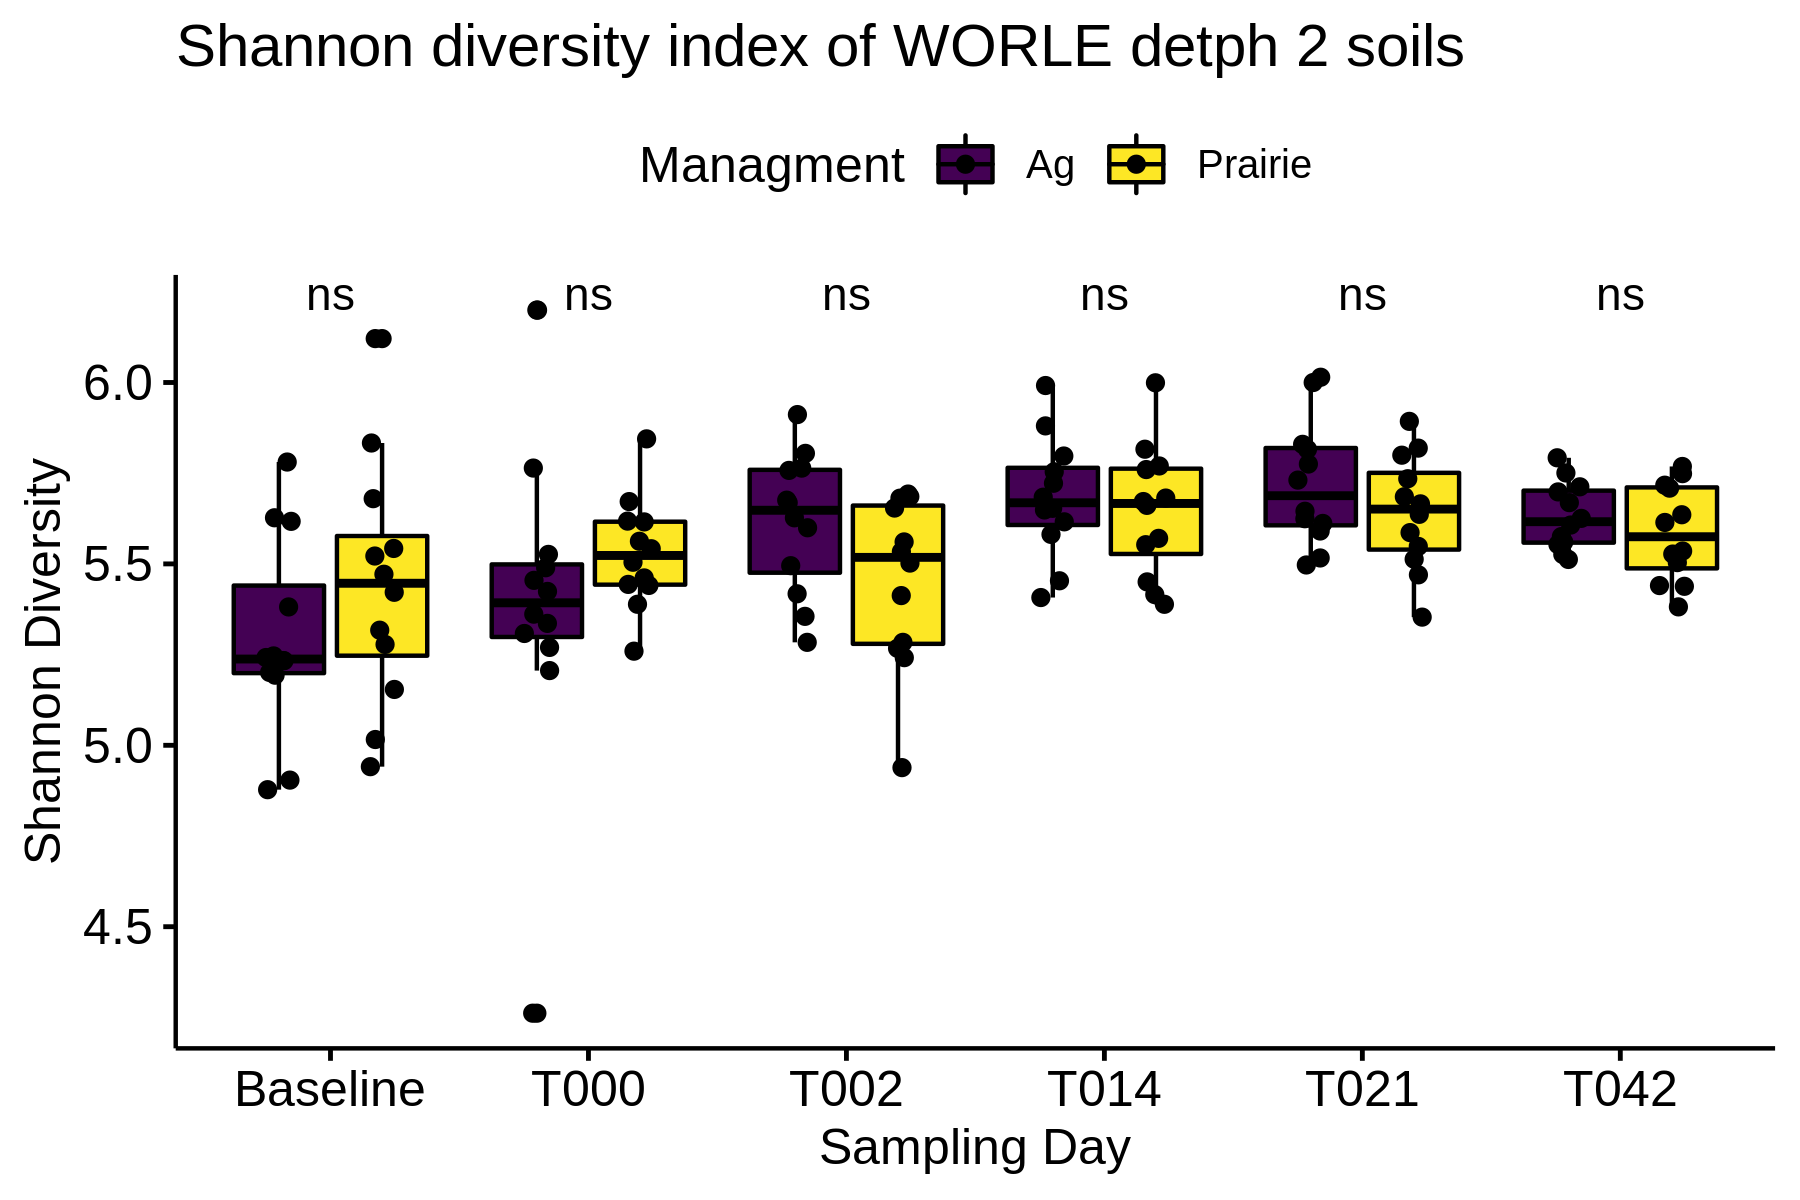 Shannon diversity index of WORLE detph 2 soils
Managment Ag Prairie
ns ns ns ns ns ns
6.0
5.5
5.0
4.5
Shannon Diversity
Baseline T000 T002 T014 T021 T042
Sampling Day